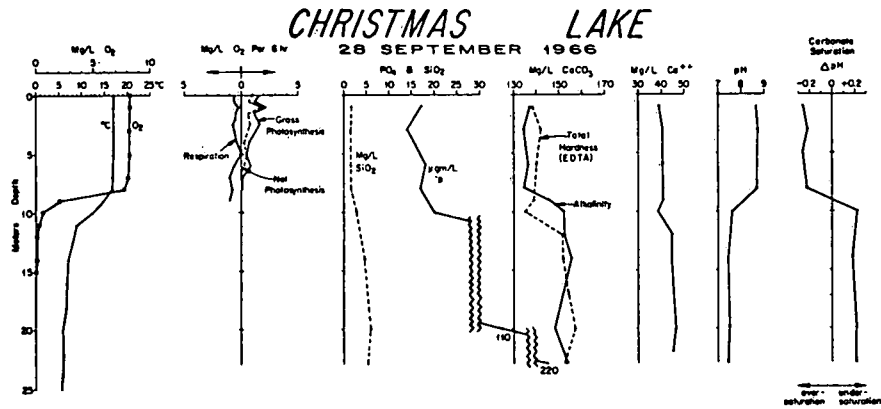 CHRISTMAS LAKE
28 SEPTEMBER 1966
Mg/L O₂
0 5 10
0 5 10 15 20 25°C
Mg/L O₂ Per 6 hr
5 0 5
PO₄ & SiO₂
0 5 10 15 20 25 30
Mg/L CaCO₃
130 150 170
Mg/L Ca⁺⁺
30 40 50
pH
7 8 9
Carbonate
Saturation
Δ pH
-0.2 +0.2
Meters Depth
0
5
10
15
20
25
°C
O₂
Gross
Photosynthesis
Respiration
Net
Photosynthesis
Mg/L
SiO₂
µgm/L
Total
Hardness
(EDTA)
Alkalinity
110
220
over-
saturation
under-
saturation